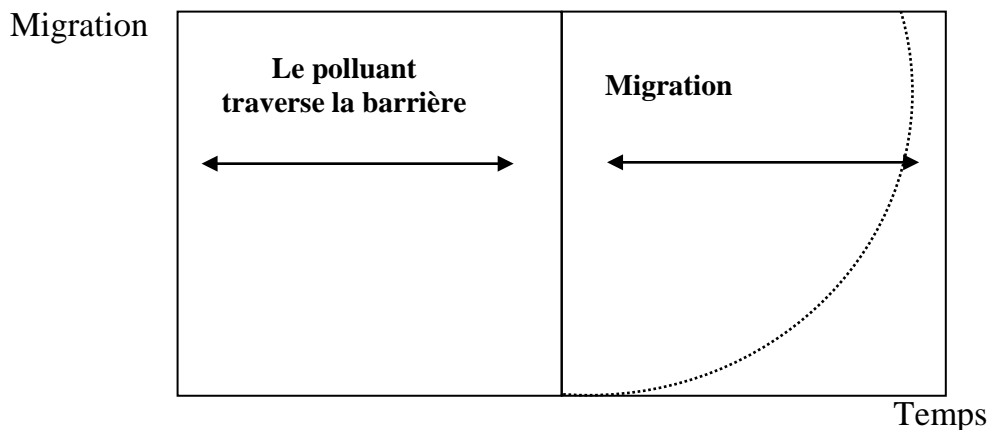 Migration
Le polluant
traverse la barrière
Migration
Temps